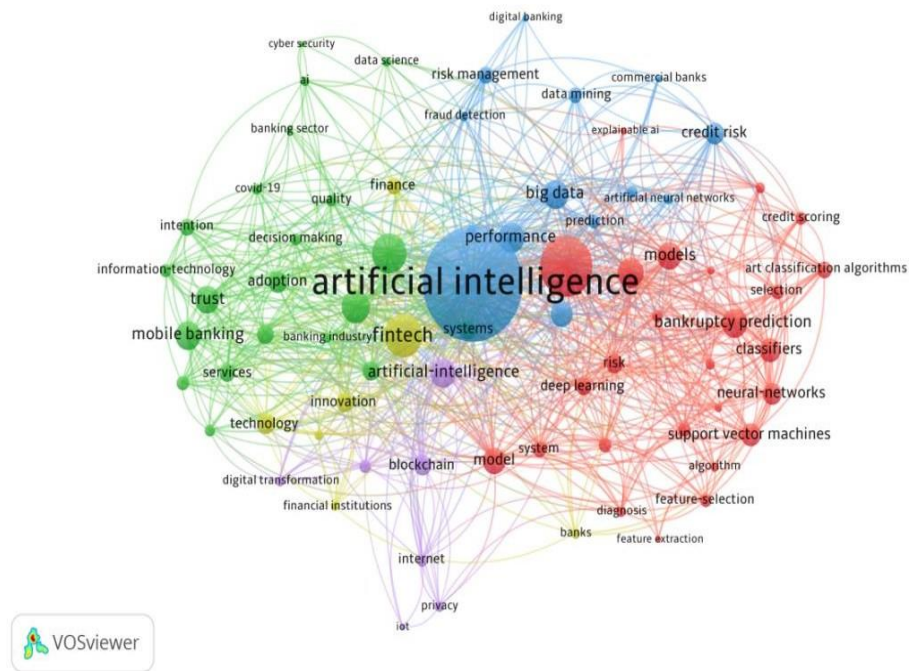 digital banking
cyber security
data science
risk management
commercial banks
ai
data mining
fraud detection
banking sector
explainable ai
credit risk
covid-19
finance
quality
big data
artificial neural networks
intention
prediction
credit scoring
decision making
performance
models
information-technology
art classification algorithms
adoption
artificial intelligence
selection
trust
mobile banking
banking industry
fintech
systems
bankruptcy prediction
classifiers
services
artificial-intelligence
risk
deep learning
neural-networks
innovation
technology
support vector machines
system
blockchain
model
algorithm
digital transformation
feature-selection
financial institutions
diagnosis
banks
feature extraction
internet
privacy
iot
VOSviewer